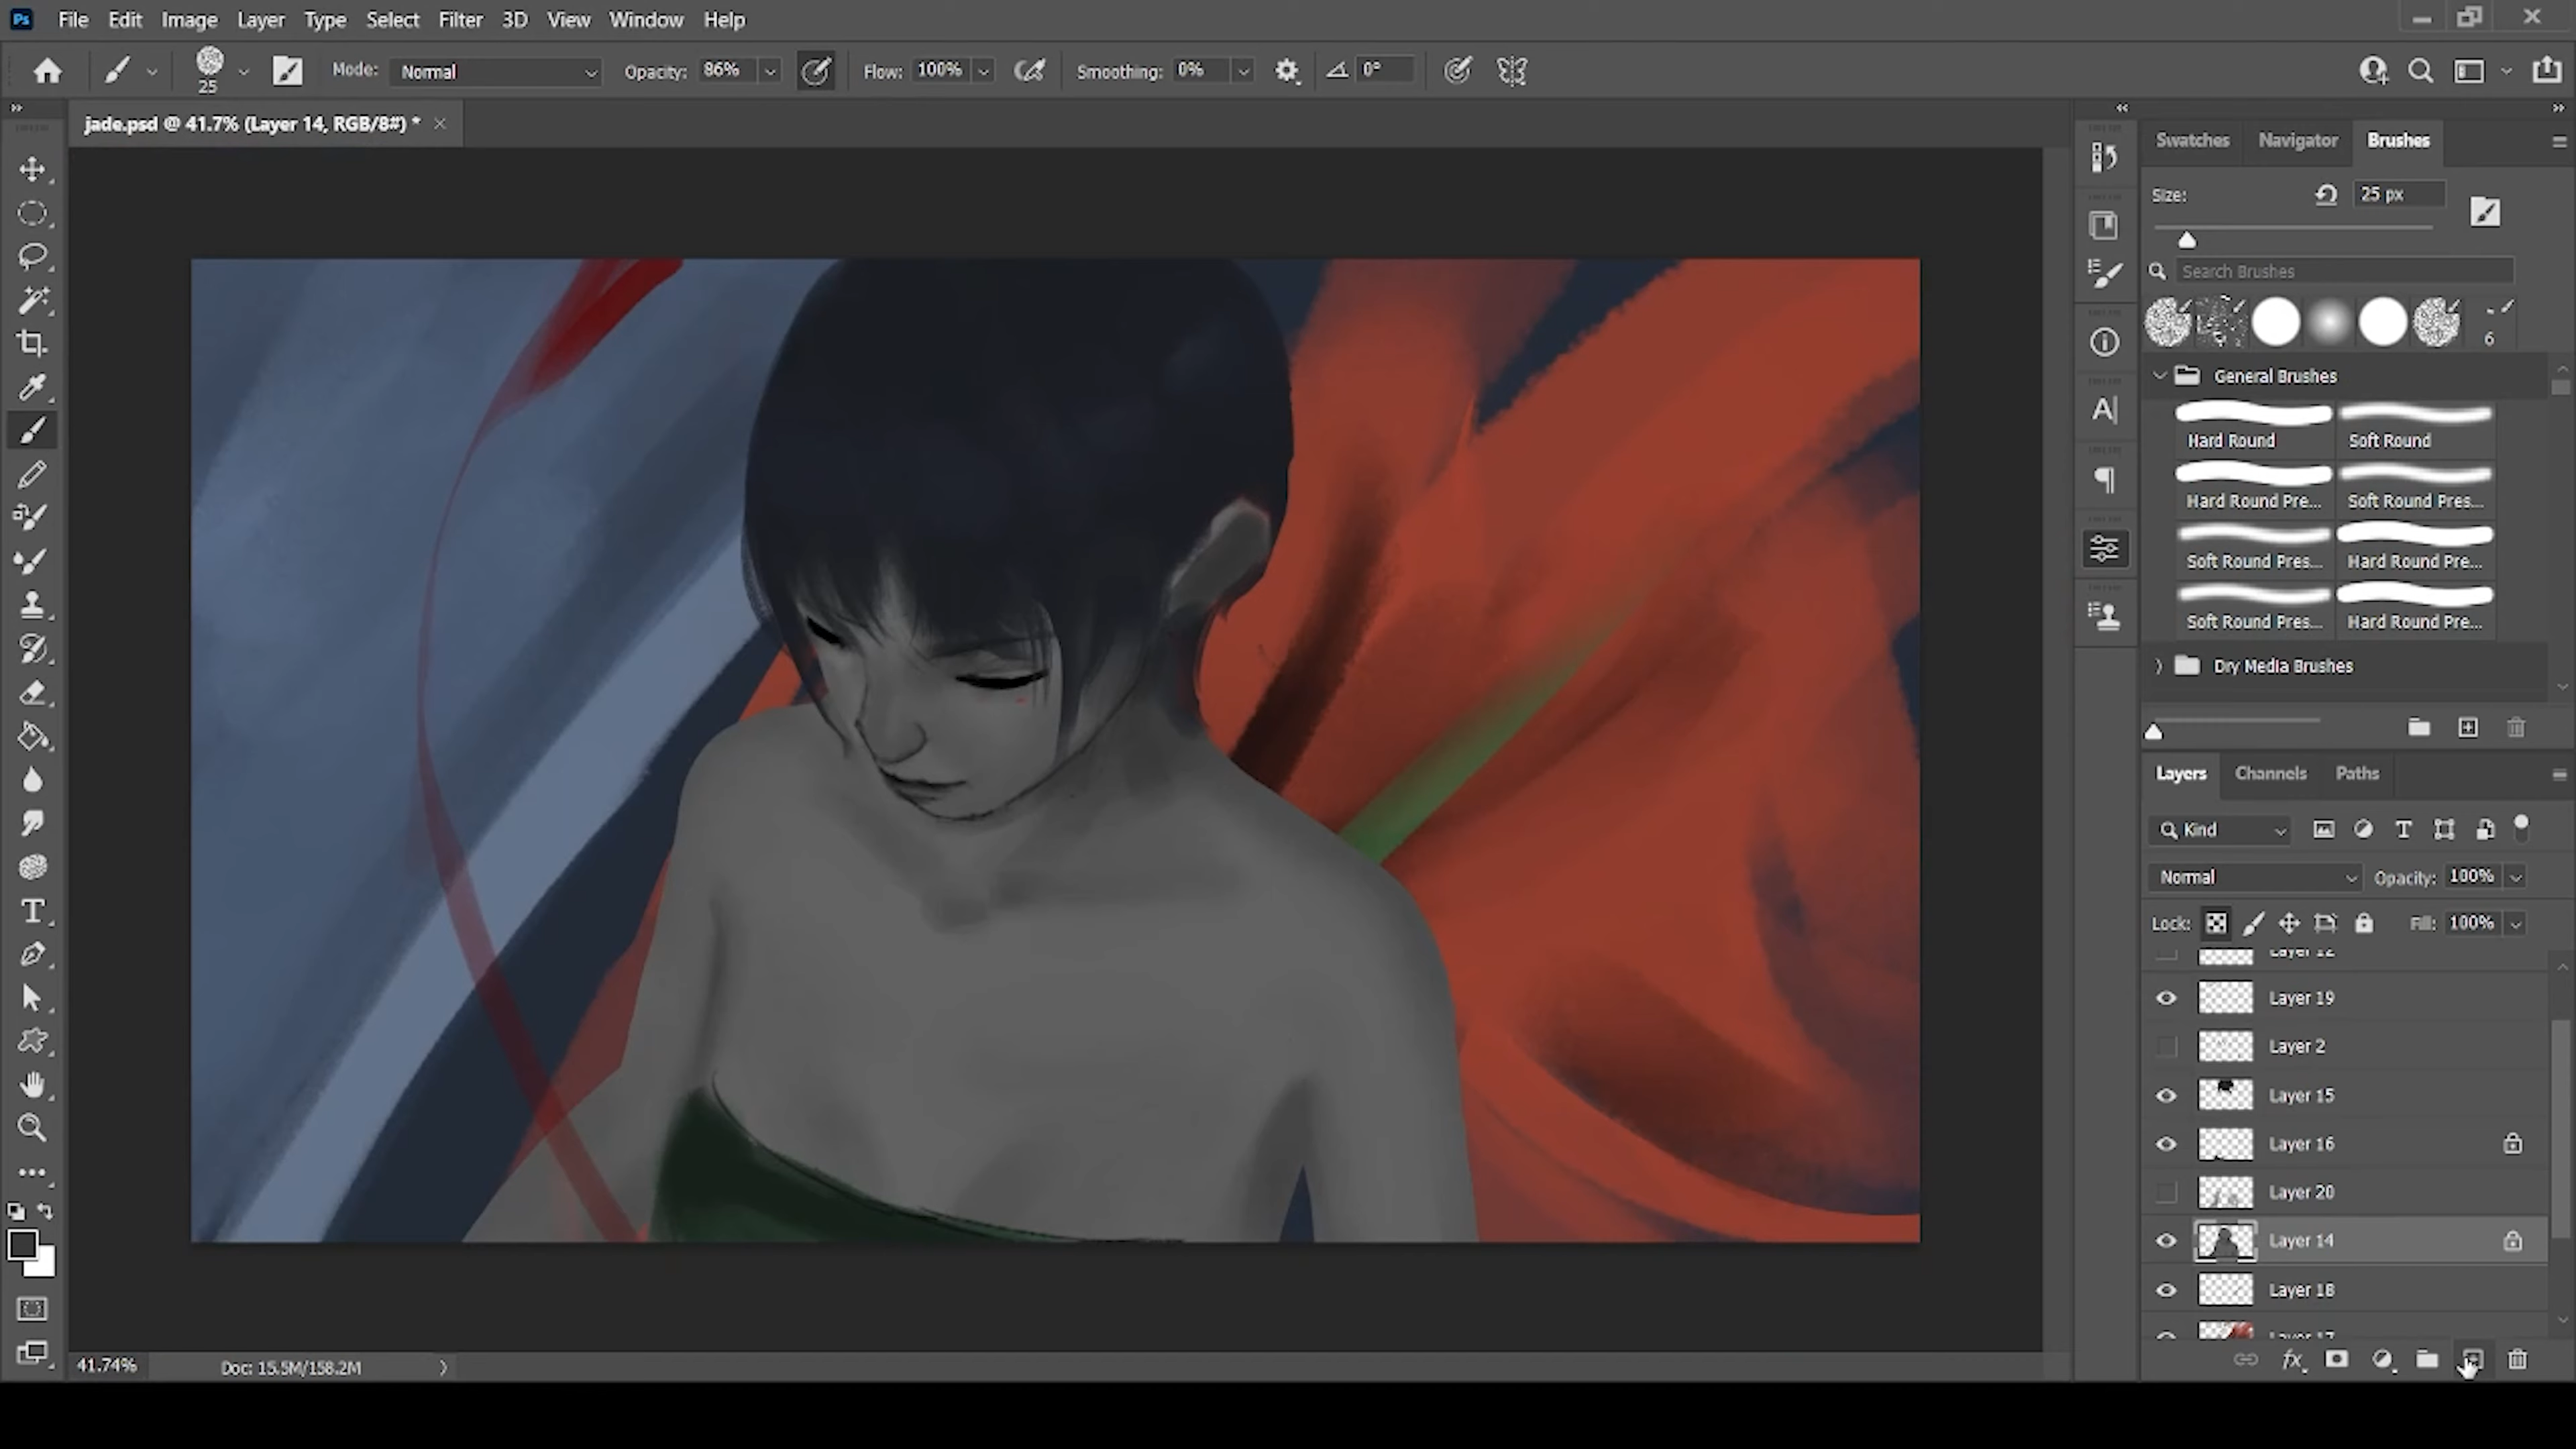 Ps File Edit Image Layer Type Select Filter 3D View Window Help
25 Mode: Normal Opacity: 86% Flow: 100% Smoothing: 0% 0°
jade.psd @ 41.7% (Layer 14, RGB/8#) *
Swatches Navigator Brushes
Size: 25 px
Search Brushes
6
General Brushes
Hard Round Soft Round
Hard Round Pre... Soft Round Pres...
Soft Round Pres... Hard Round Pre...
Soft Round Pres... Hard Round Pre...
Dry Media Brushes
Layers Channels Paths
Kind
Normal Opacity: 100%
Lock: Fill: 100%
Layer 12
Layer 19
Layer 2
Layer 15
Layer 16
Layer 20
Layer 14
Layer 18
Layer 17
41.74% Doc: 15.5M/158.2M